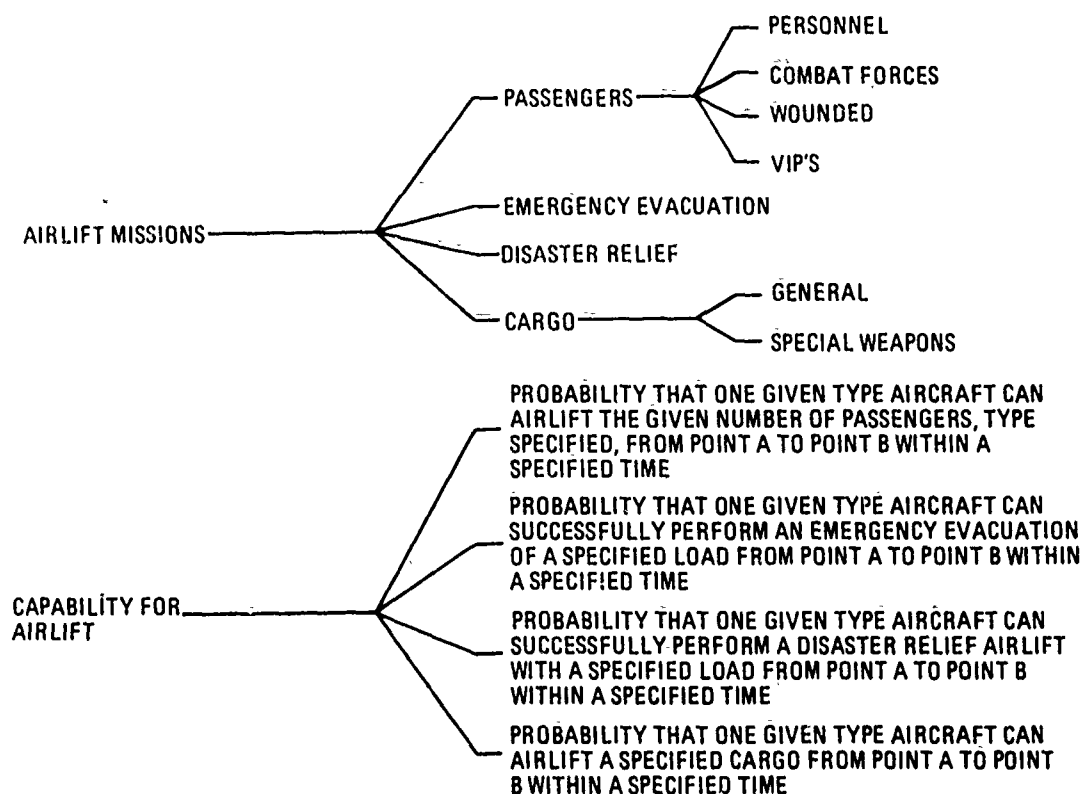 PERSONNEL
COMBAT FORCES
PASSENGERS
WOUNDED
VIP'S
EMERGENCY EVACUATION
AIRLIFT MISSIONS
DISASTER RELIEF
GENERAL
CARGO
SPECIAL WEAPONS
PROBABILITY THAT ONE GIVEN TYPE AIRCRAFT CAN
AIRLIFT THE GIVEN NUMBER OF PASSENGERS, TYPE
SPECIFIED, FROM POINT A TO POINT B WITHIN A
SPECIFIED TIME
PROBABILITY THAT ONE GIVEN TYPE AIRCRAFT CAN
SUCCESSFULLY PERFORM AN EMERGENCY EVACUATION
OF A SPECIFIED LOAD FROM POINT A TO POINT B WITHIN
A SPECIFIED TIME
CAPABILITY FOR
AIRLIFT
PROBABILITY THAT ONE GIVEN TYPE AIRCRAFT CAN
SUCCESSFULLY PERFORM A DISASTER RELIEF AIRLIFT
WITH A SPECIFIED LOAD FROM POINT A TO POINT B
WITHIN A SPECIFIED TIME
PROBABILITY THAT ONE GIVEN TYPE AIRCRAFT CAN
AIRLIFT A SPECIFIED CARGO FROM POINT A TO POINT
B WITHIN A SPECIFIED TIME